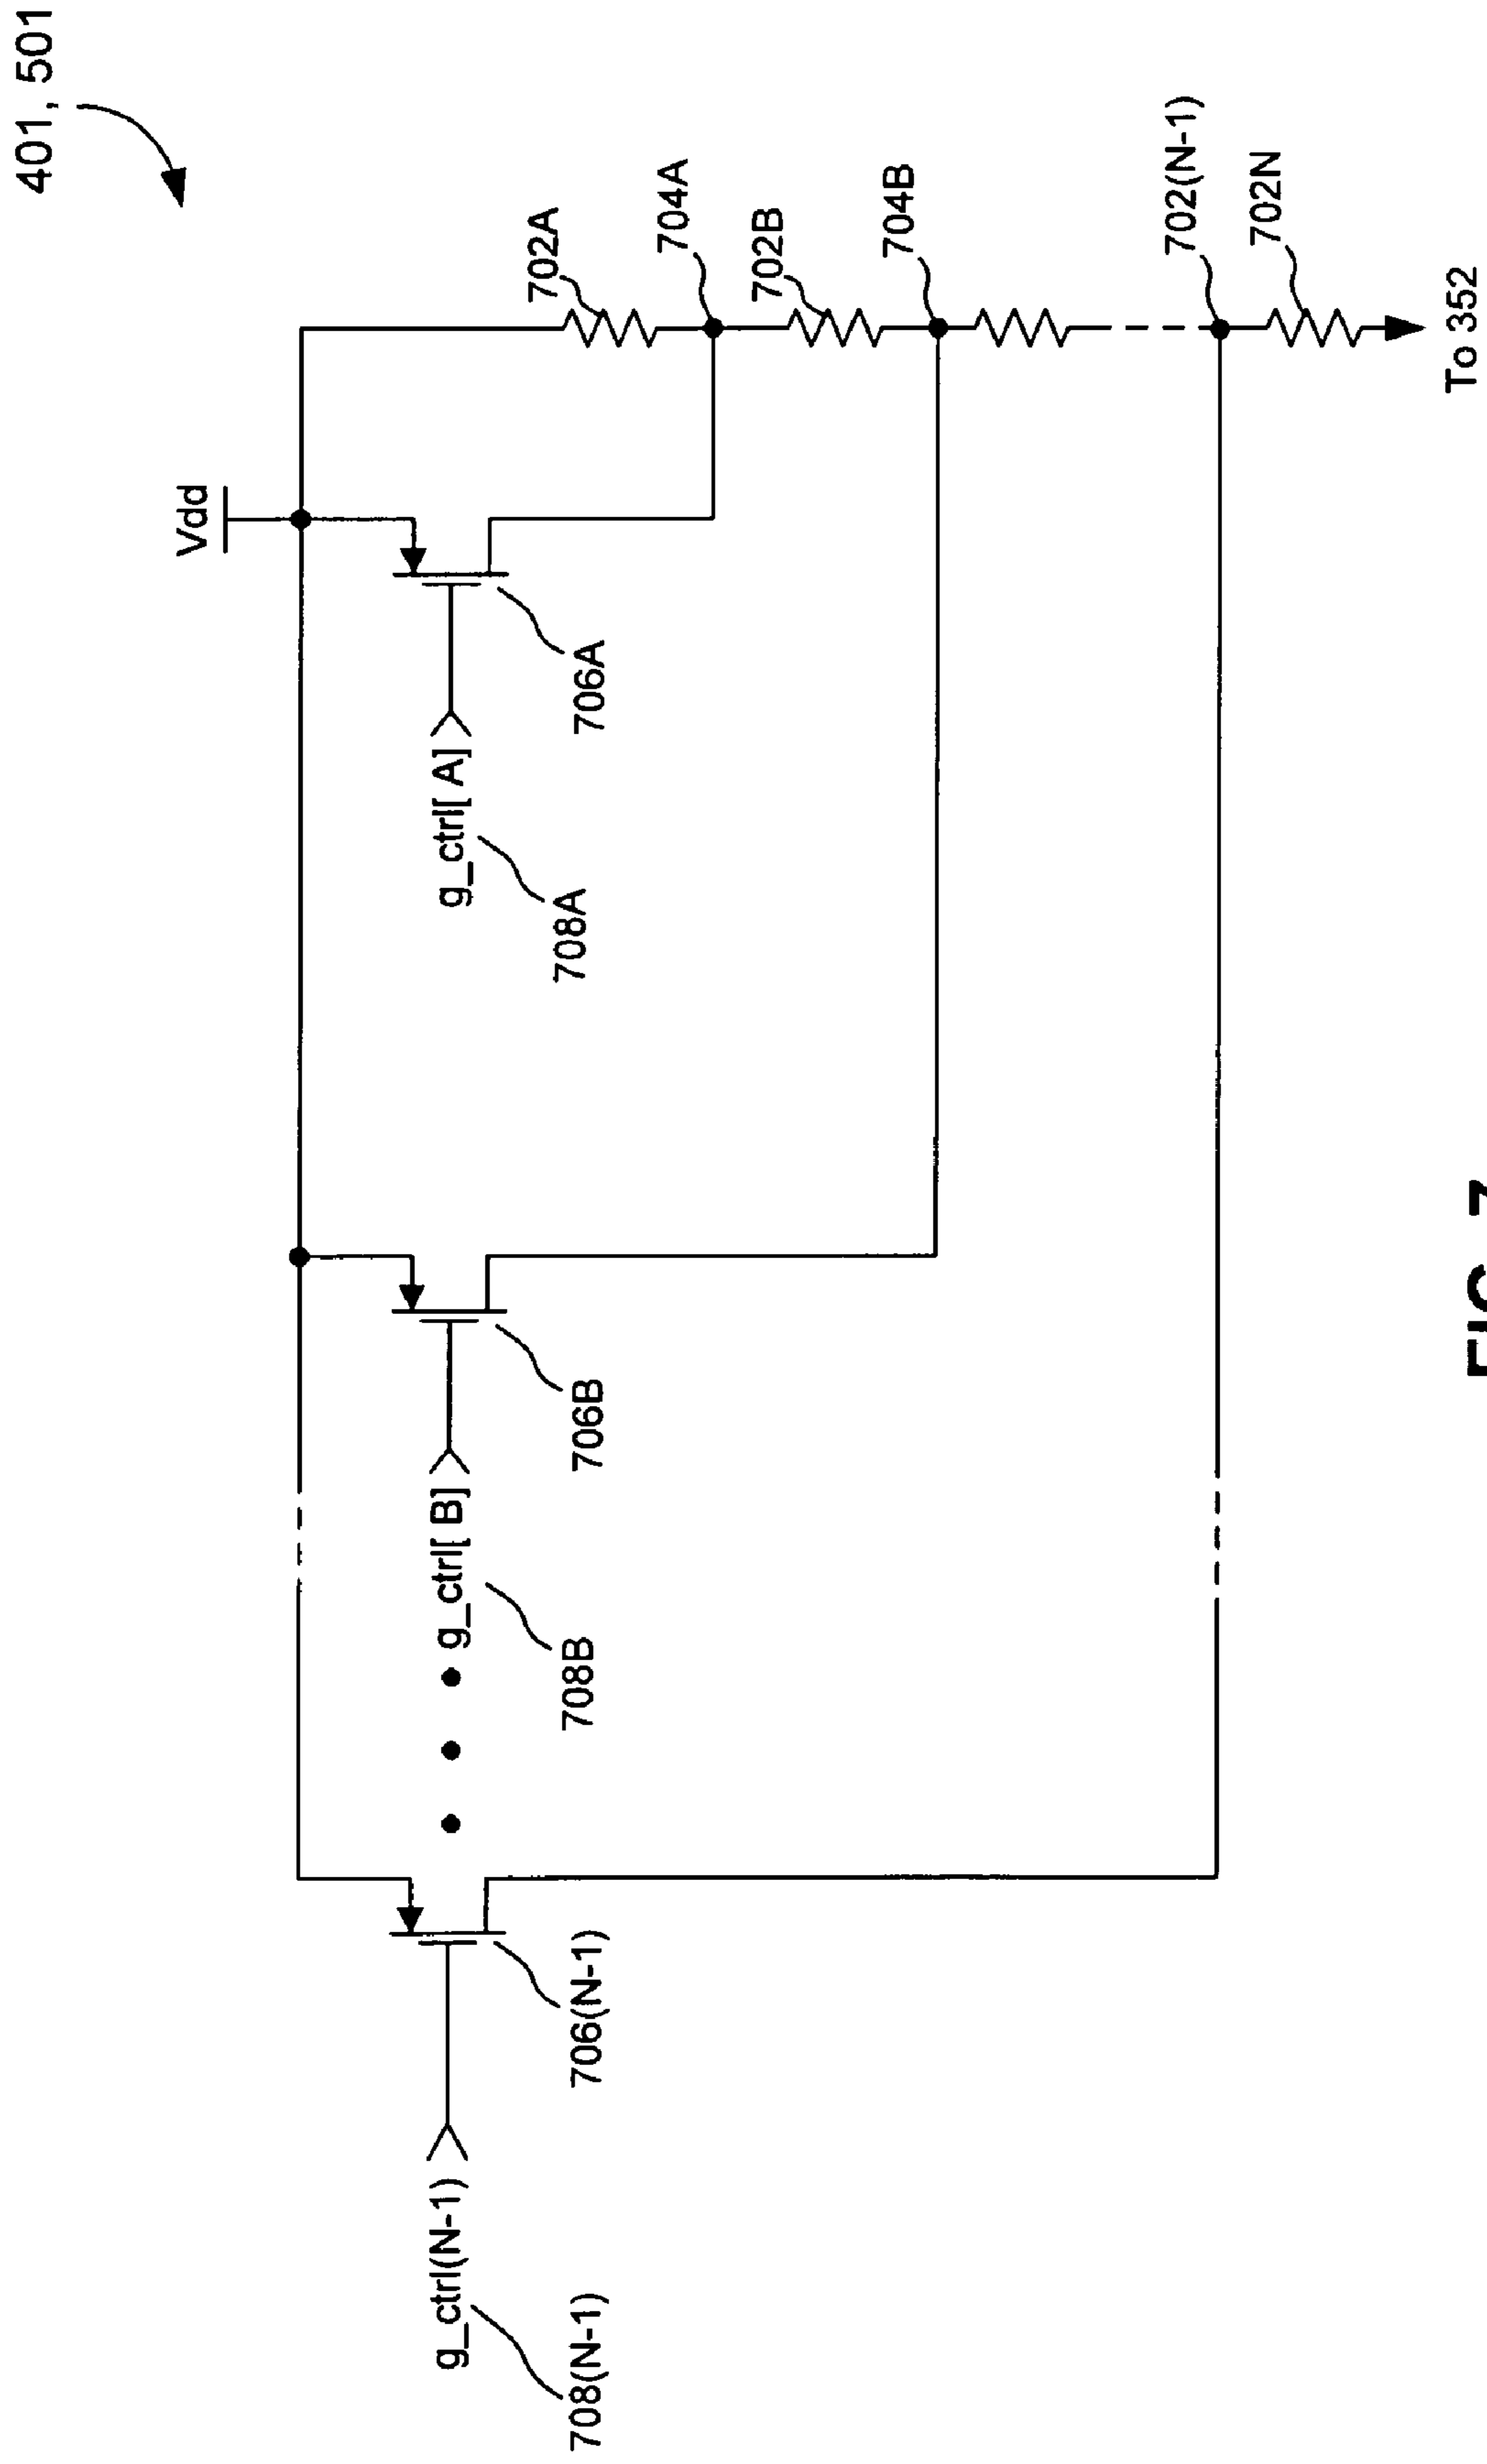 401, 501
Vdd
702A
704A
702B
704B
702(N-1)
702N
To 352
g_ctrl[ A]
706A
708A
g_ctrl[ B]
706B
708B
g_ctrl(N-1)
706(N-1)
708(N-1)